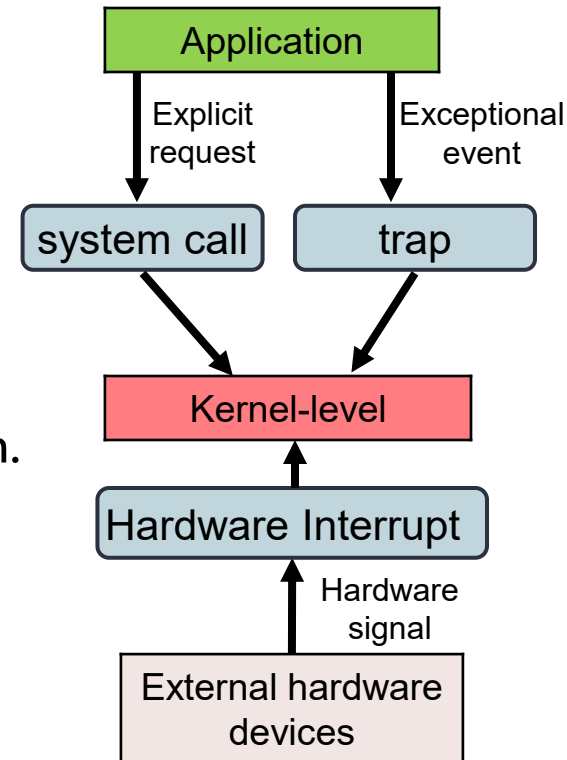 Application
Explicit
request
Exceptional
event
system call
trap
Kernel-level
n.
Hardware Interrupt
Hardware
signal
External hardware
devices